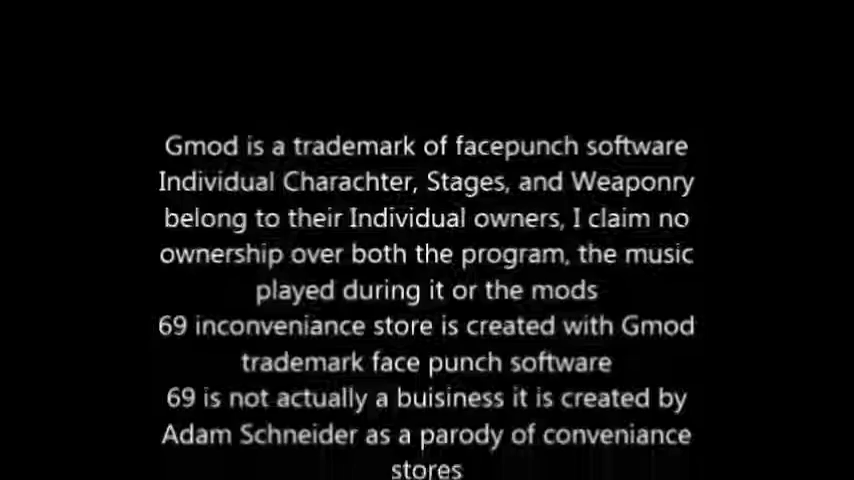 Gmod is a trademark of facepunch software
Individual Charachter, Stages, and Weaponry
belong to their Individual owners, I claim no
ownership over both the program, the music
played during it or the mods
69 inconveniance store is created with Gmod
trademark face punch software
69 is not actually a buisiness it is created by
Adam Schneider as a parody of conveniance
stores